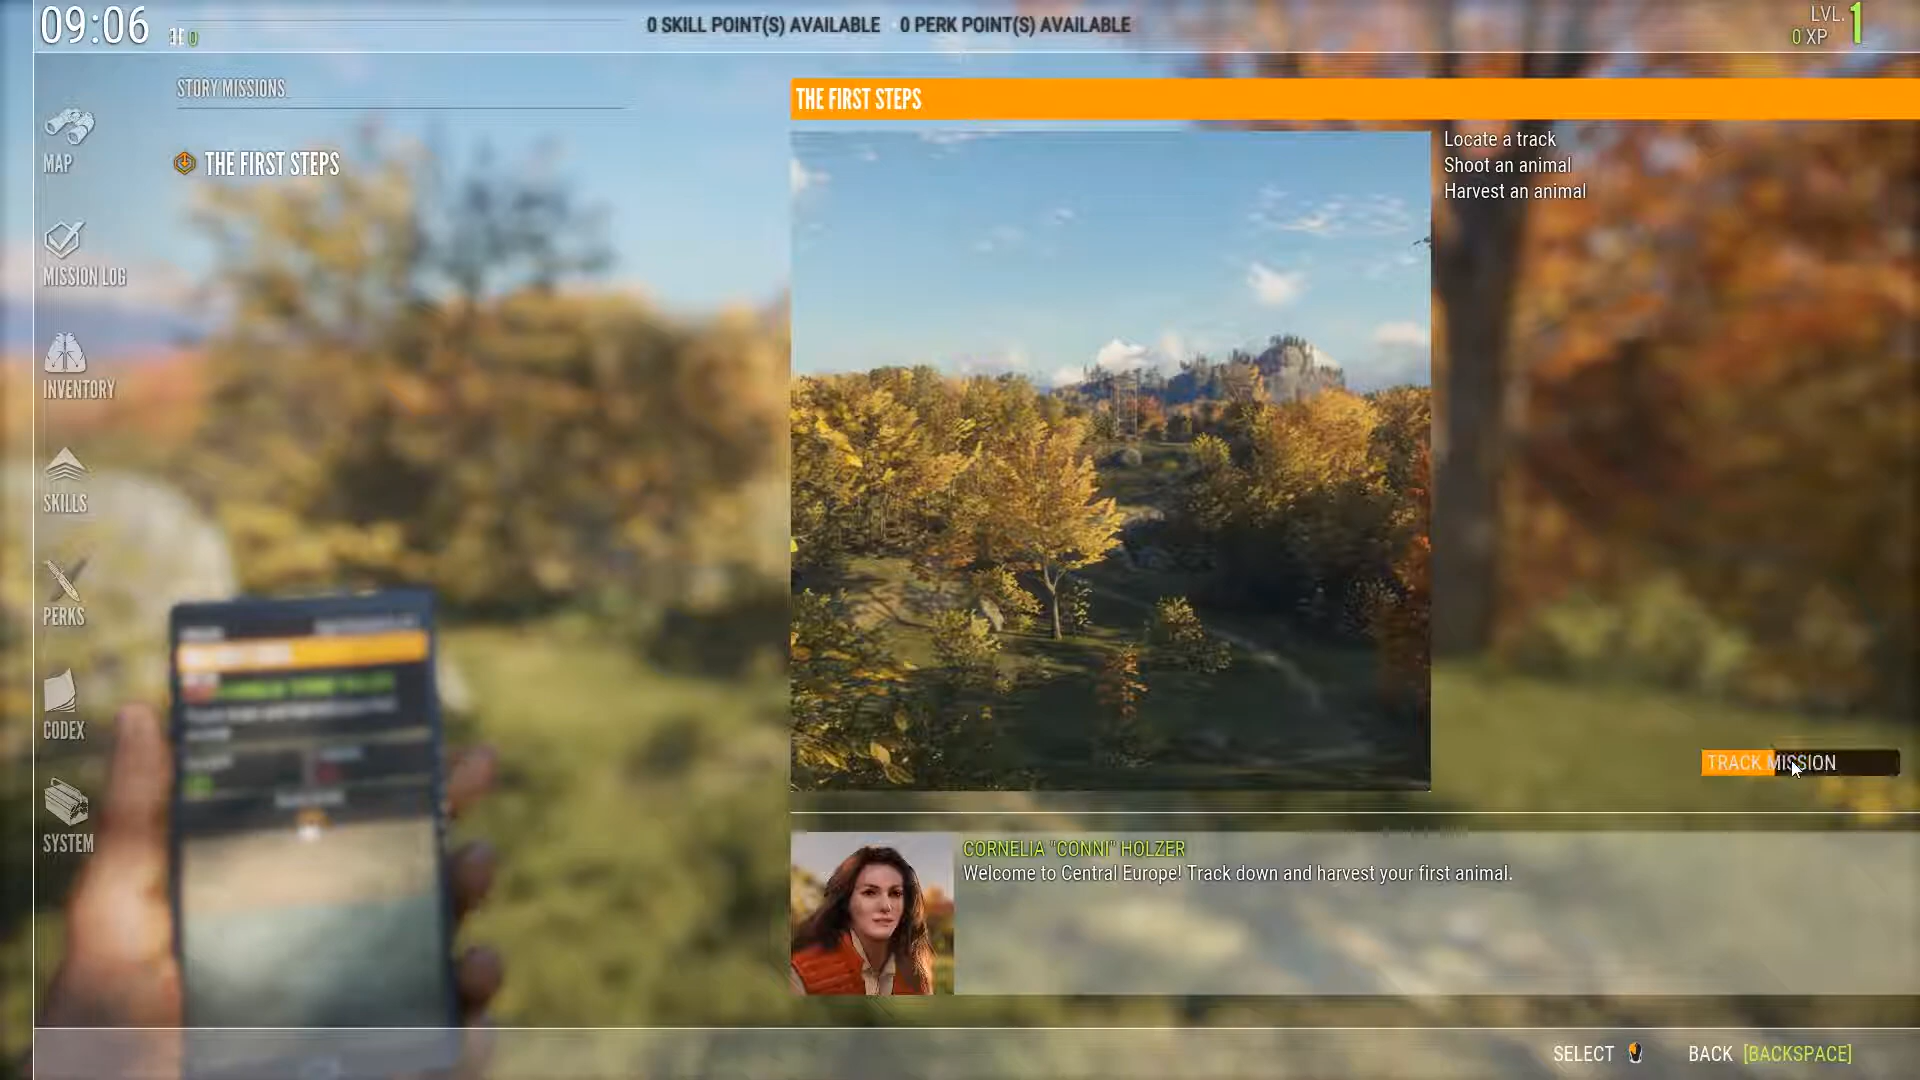 09:06
0
0 SKILL POINT(S) AVAILABLE
0 PERK POINT(S) AVAILABLE
LVL. 1
0 XP
STORY MISSIONS
THE FIRST STEPS
MAP
MISSION LOG
INVENTORY
SKILLS
PERKS
CODEX
SYSTEM
THE FIRST STEPS
Locate a track
Shoot an animal
Harvest an animal
TRACK MISSION
CORNELIA "CONNI" HOLZER
Welcome to Central Europe! Track down and harvest your first animal.
SELECT
BACK [BACKSPACE]